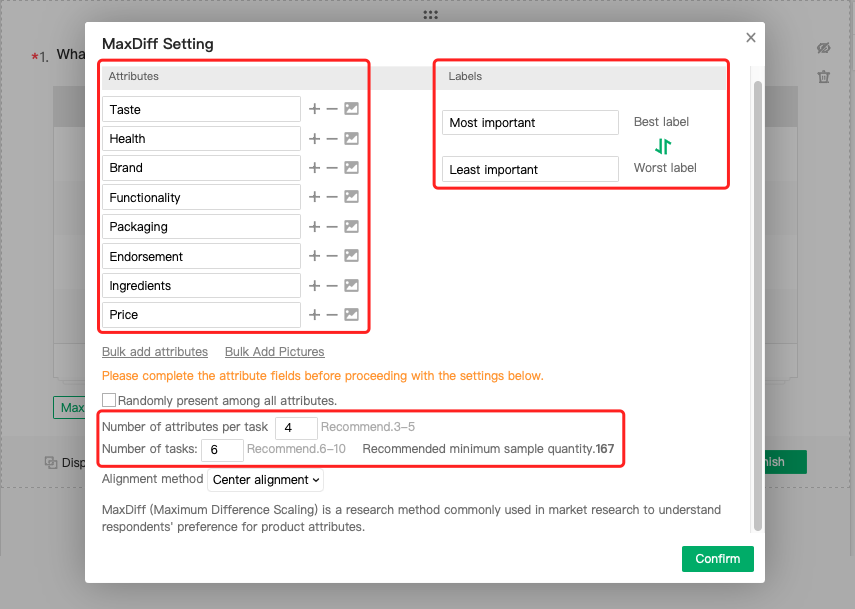 MaxDiff Setting
*1. Wha
Attributes
Labels
Taste
Health
Brand
Functionality
Packaging
Endorsement
Ingredients
Price
Most important
Best label
Least important
Worst label
Bulk add attributes Bulk Add Pictures
Please complete the attribute fields before proceeding with the settings below.
Randomly present among all attributes.
Max
Number of attributes per task 4 Recommend.3-5
Number of tasks: 6 Recommend.6-10 Recommended minimum sample quantity.167
Disp
nish
Alignment method Center alignment
MaxDiff (Maximum Difference Scaling) is a research method commonly used in market research to understand
respondents' preference for product attributes.
Confirm